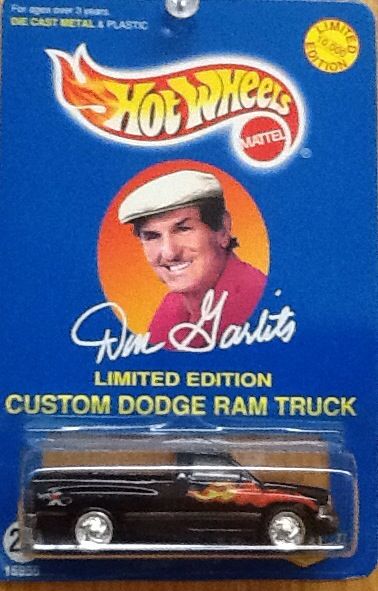 For ages over 3 years.
DIE CAST METAL & PLASTIC
LIMITED
EDITION
HOT WHEELS
MATTEL
®
Don Garlits
LIMITED EDITION
CUSTOM DODGE RAM TRUCK
2